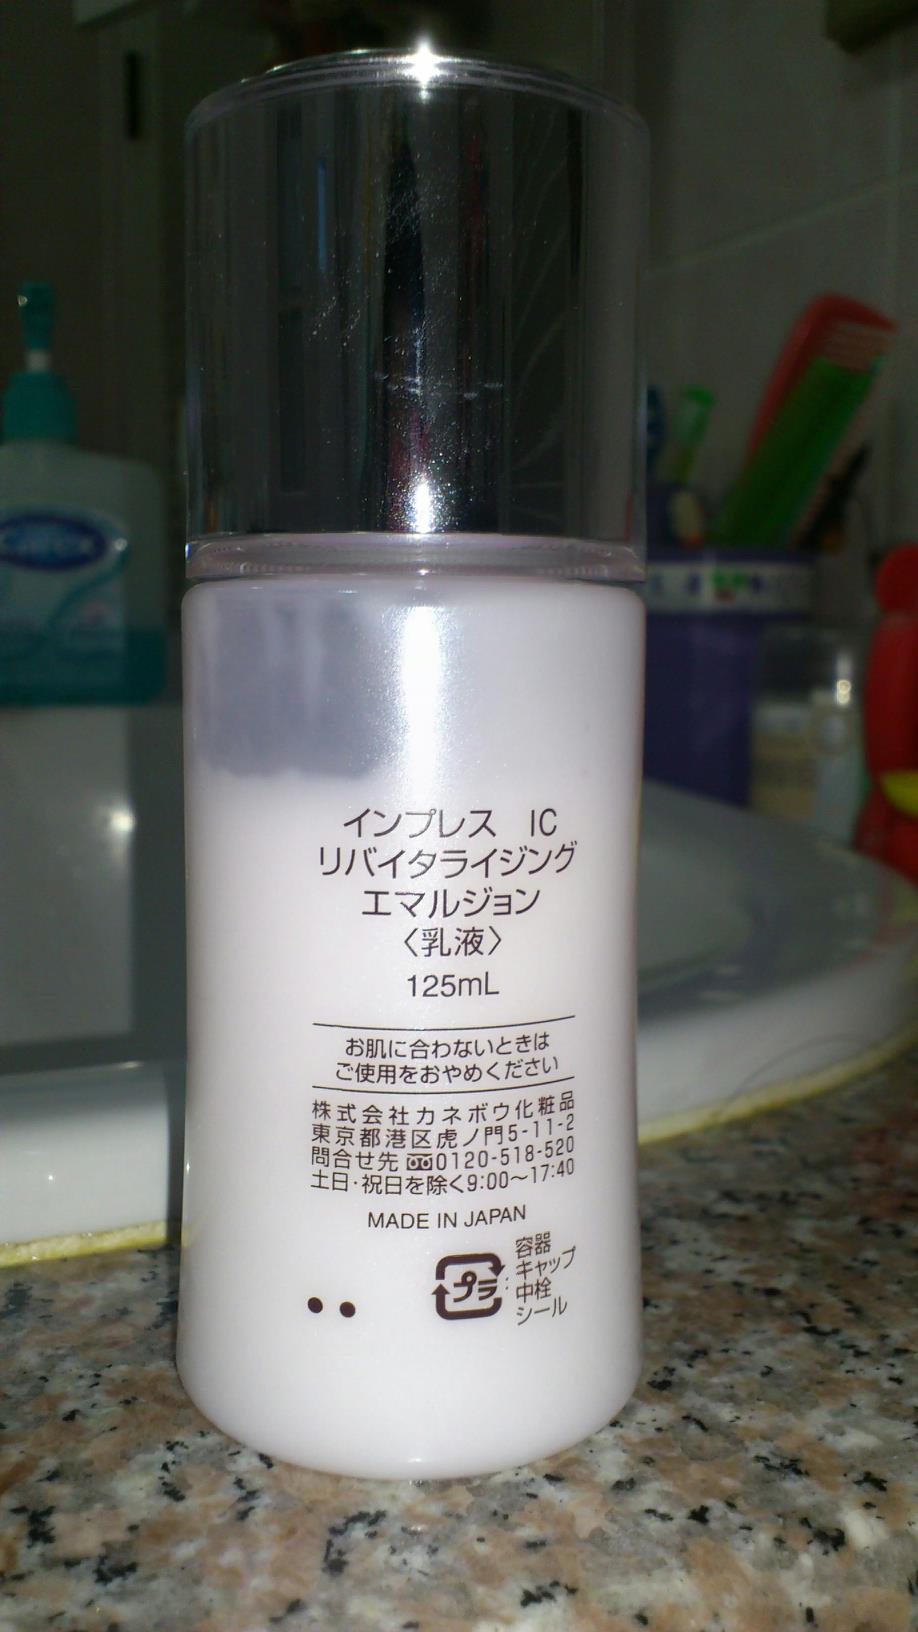 インプレス IC
リバイタライジング
エマルジョン
〈乳液〉
125mL
お肌に合わないときは
ご使用をおやめください
株式会社カネボウ化粧品
東京都港区虎ノ門5-11-2
問合せ先 0120-518-520
土日・祝日を除く9:00～17:40
MADE IN JAPAN
プラ
容器
キャップ
中栓
シール